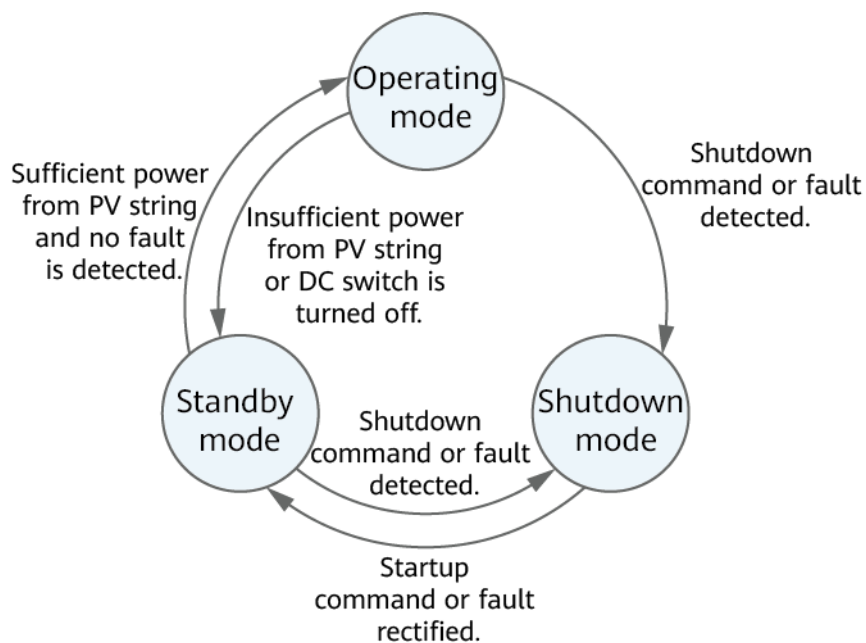 Operating
mode
Sufficient power
from PV string
and no fault
is detected.
Insufficient power
from PV string
or DC switch is
turned off.
Shutdown
command or fault
detected.
Standby
mode
Shutdown
command or fault
detected.
Shutdown
mode
Startup
command or fault
rectified.